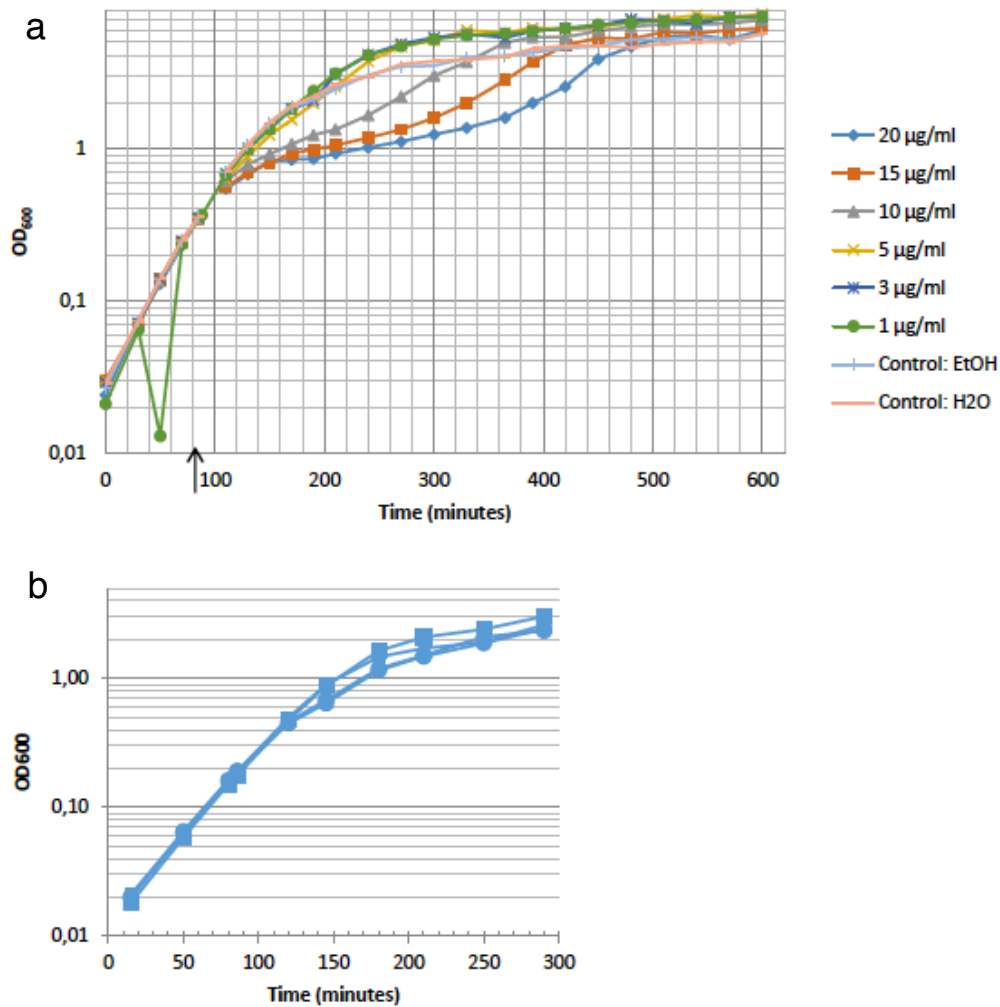 a
1
0,1
0,01
OD600
0 100 200 300 400 500 600
Time (minutes)
20 µg/ml
15 µg/ml
10 µg/ml
5 µg/ml
3 µg/ml
1 µg/ml
Control: EtOH
Control: H2O
b
1,00
0,10
0,01
OD600
0 50 100 150 200 250 300
Time (minutes)